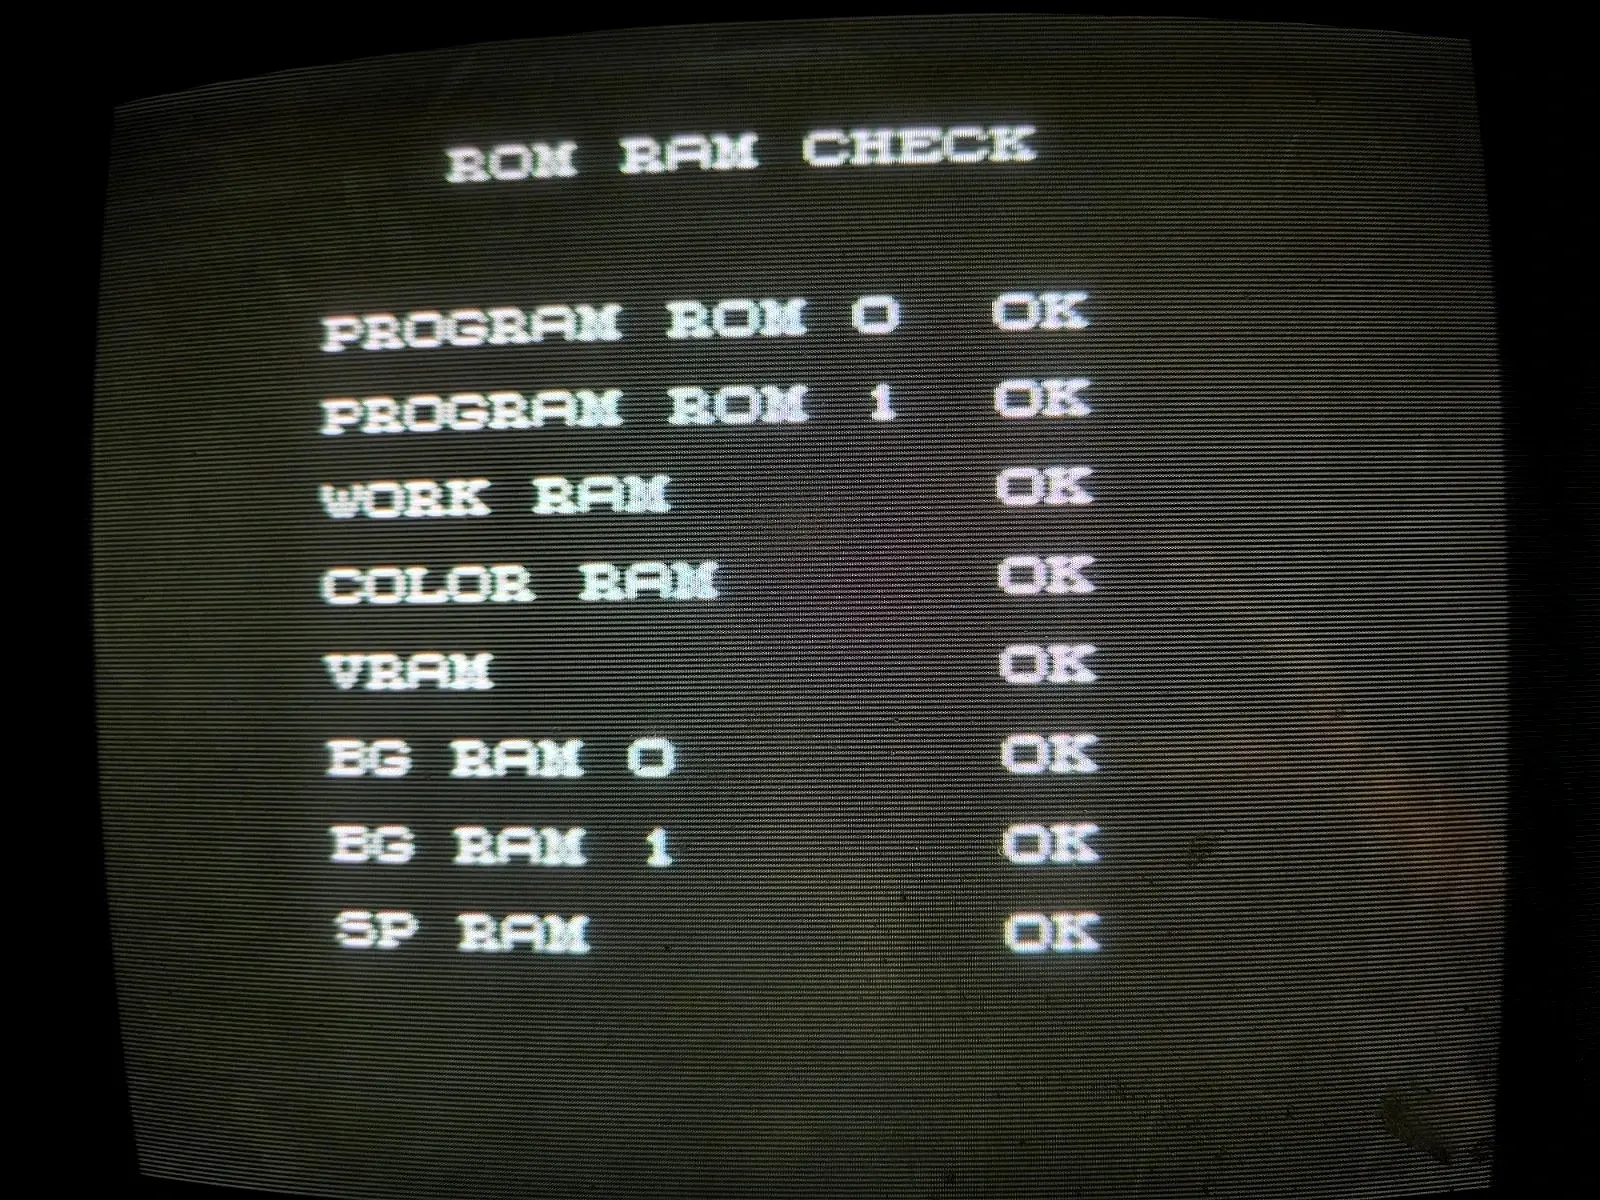 ROM RAM CHECK
PROGRAM ROM 0 OK
PROGRAM ROM 1 OK
WORK RAM OK
COLOR RAM OK
VRAM OK
BG RAM 0 OK
BG RAM 1 OK
SP RAM OK